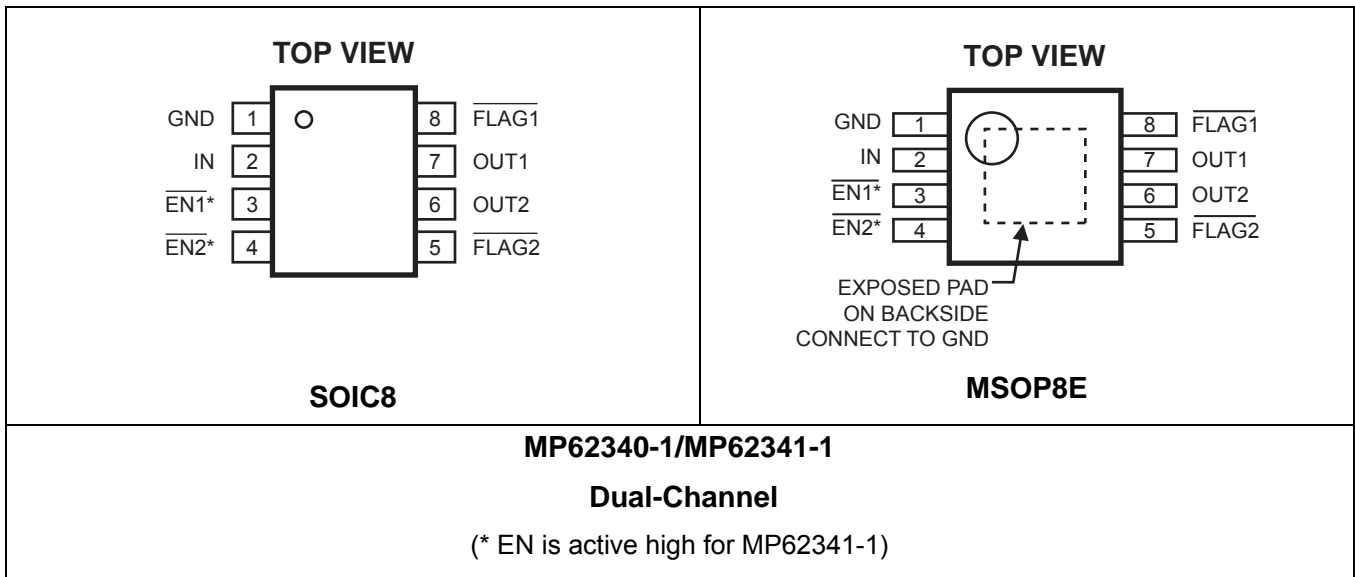 TOP VIEW
GND 1
IN 2
EN1* 3
EN2* 4
8 FLAG1
7 OUT1
6 OUT2
5 FLAG2
SOIC8
TOP VIEW
GND 1
IN 2
EN1* 3
EN2* 4
8 FLAG1
7 OUT1
6 OUT2
5 FLAG2
EXPOSED PAD
ON BACKSIDE
CONNECT TO GND
MSOP8E
MP62340-1/MP62341-1
Dual-Channel
(* EN is active high for MP62341-1)